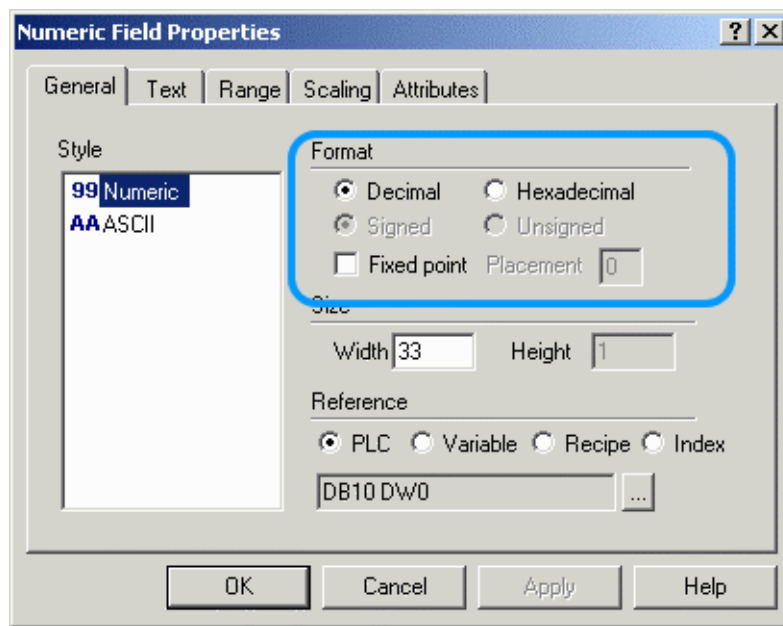 Numeric Field Properties
General Text Range Scaling Attributes
Style
99 Numeric
AA ASCII
Format
Decimal Hexadecimal
Signed Unsigned
Fixed point Placement 0
Size
Width 33 Height 1
Reference
PLC Variable Recipe Index
DB10 DW0 ...
OK Cancel Apply Help